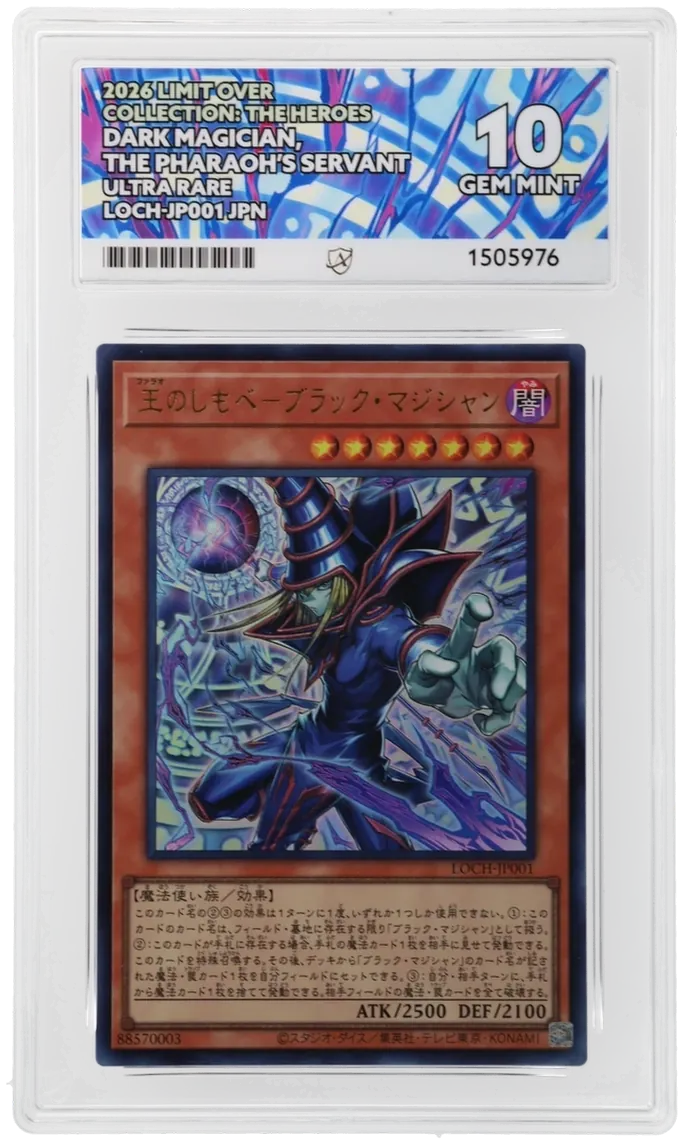 2026 LIMIT OVER
COLLECTION: THE HEROES
DARK MAGICIAN,
THE PHARAOH'S SERVANT
ULTRA RARE
LOCH-JP001 JPN
10
GEM MINT
1505976
ファラオ
王のしもべ－ブラック・マジシャン
やみ
闇
LOCH-JP001
【魔法使い族／効果】
このカード名の②③の効果は１ターンに１度、いずれか１つしか使用できない。①：この
カードのカード名は、フィールド・墓地に存在する限り「ブラック・マジシャン」として扱う。
②：このカードが手札に存在する場合、手札の魔法カード１枚を相手に見せて発動できる。
このカードを特殊召喚する。その後、デッキから「ブラック・マジシャン」のカード名が記さ
れた魔法・罠カード１枚を自分フィールドにセットできる。③：自分・相手ターンに、手札
から魔法カード１枚を捨てて発動できる。相手フィールドの魔法・罠カードを全て破壊する。
ATK/2500 DEF/2100
88570003
©スタジオ・ダイス／集英社・テレビ東京・KONAMI